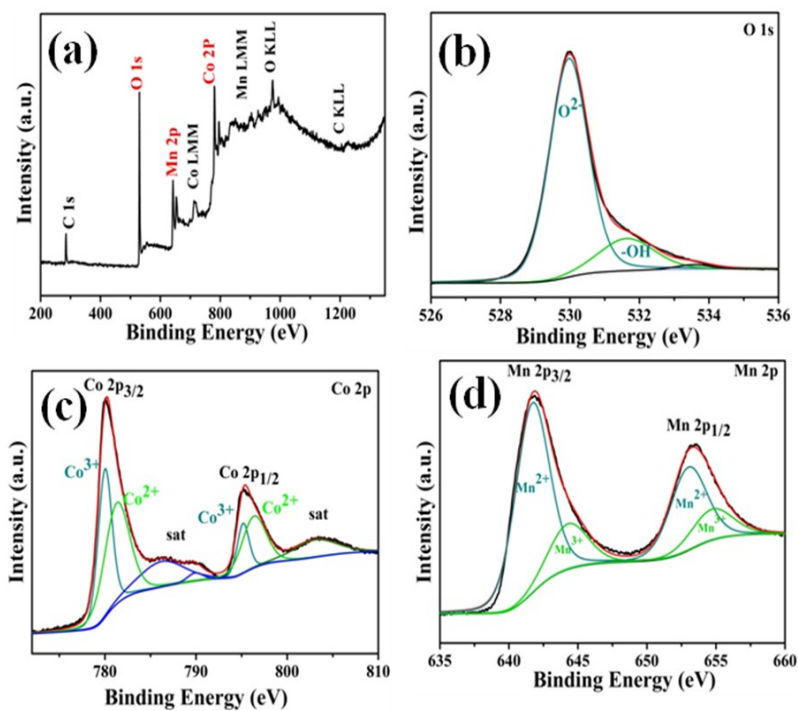 (a)
C 1s
O 1s
Mn 2p
Co LMM
Co 2P
Mn LMM
O KLL
C KLL
Intensity (a.u.)
200 400 600 800 1000 1200
Binding Energy (eV)
(b)
O 1s
O2-
-OH
Intensity (a.u.)
526 528 530 532 534 536
Binding Energy (eV)
(c)
Co 2p3/2
Co 2p
Co3+
Co2+
sat
Co 2p1/2
Co3+
Co2+
sat
Intensity (a.u.)
780 790 800 810
Binding Energy (eV)
(d)
Mn 2p3/2
Mn 2p
Mn 2p1/2
Mn2+
Mn3+
Mn2+
Mn3+
Intensity (a.u.)
635 640 645 650 655 660
Binding Energy (eV)